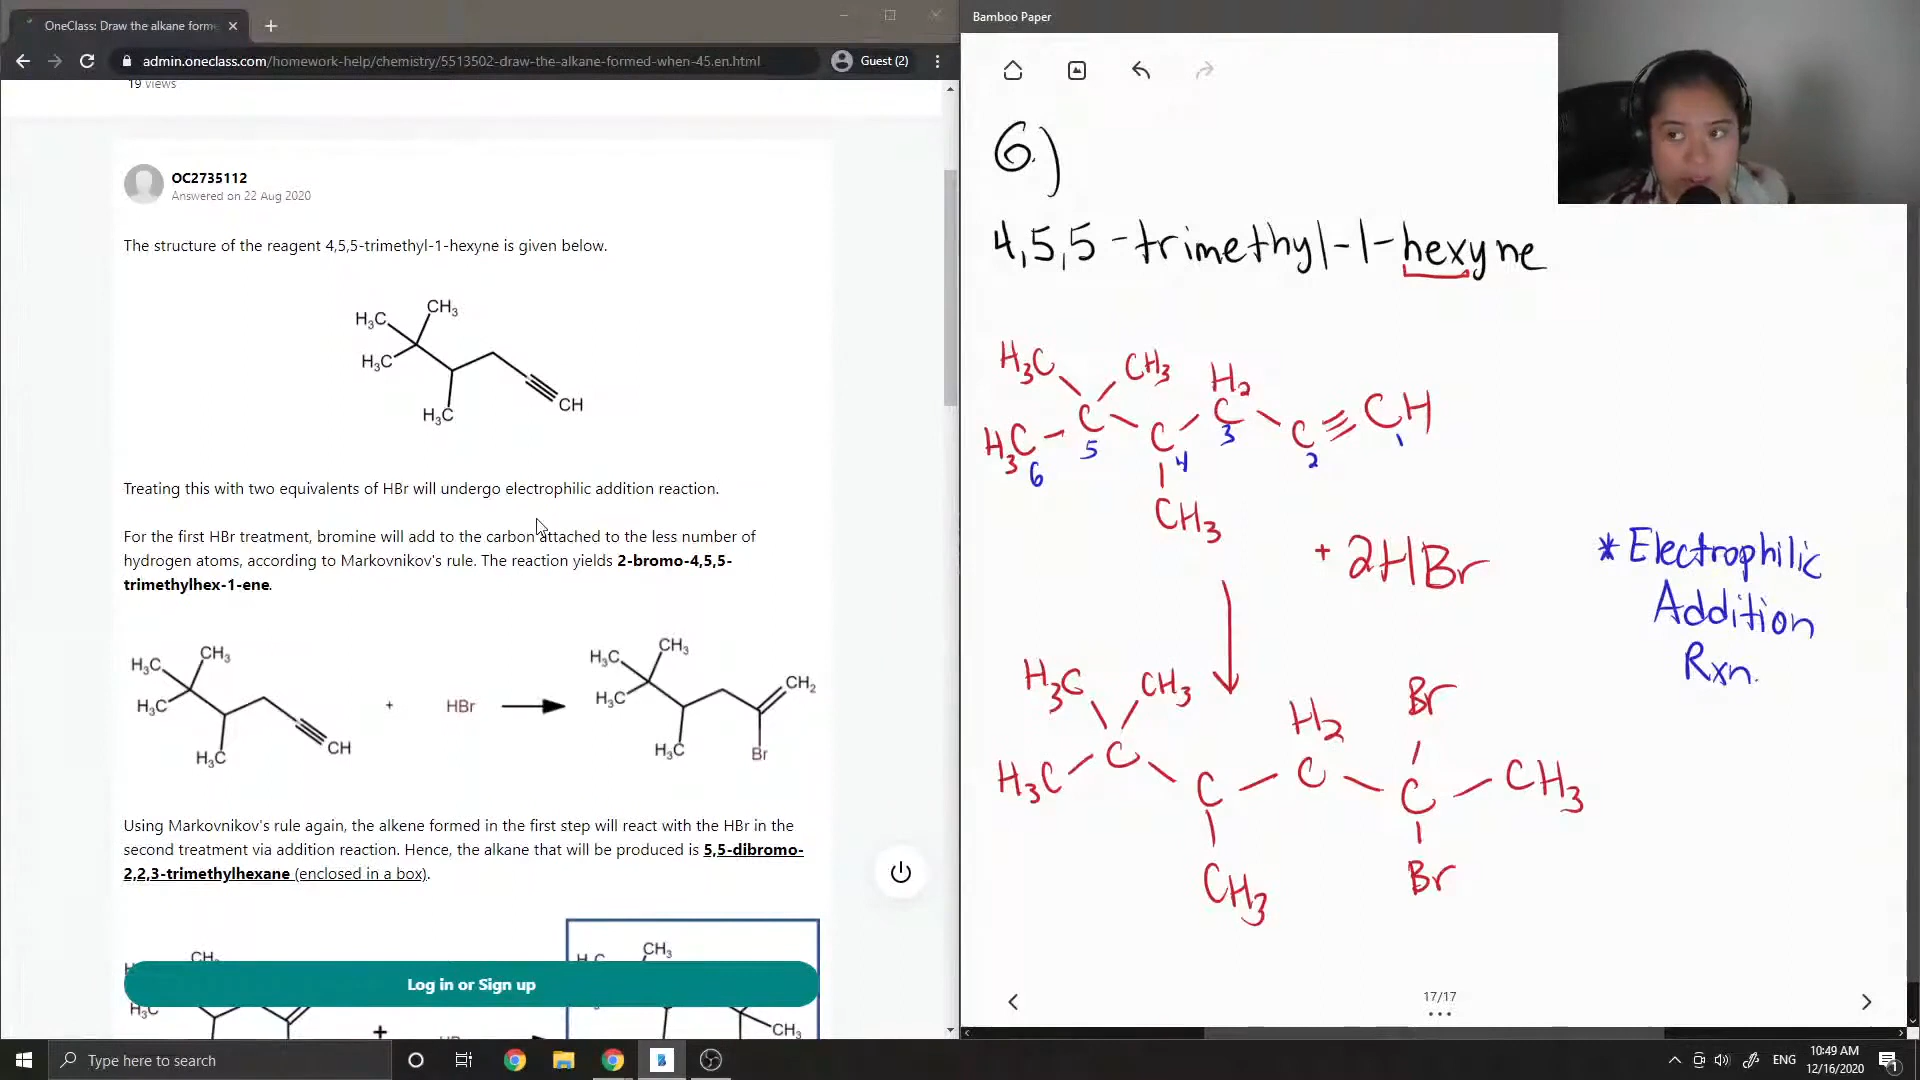 OneClass: Draw the alkane form
admin.oneclass.com/homework-help/chemistry/5513502-draw-the-alkane-formed-when-45.en.html
Guest (2)
19 views
OC2735112
Answered on 22 Aug 2020
The structure of the reagent 4,5,5-trimethyl-1-hexyne is given below.
CH₃
H₃C
H₃C
CH
H₃C
Treating this with two equivalents of HBr will undergo electrophilic addition reaction.
For the first HBr treatment, bromine will add to the carbon attached to the less number of
hydrogen atoms, according to Markovnikov's rule. The reaction yields 2-bromo-4,5,5-
trimethylhex-1-ene.
CH₃
H₃C
H₃C
CH
H₃C
+
HBr
CH₃
H₃C
CH₂
H₃C
H₃C
Br
Using Markovnikov's rule again, the alkene formed in the first step will react with the HBr in the
second treatment via addition reaction. Hence, the alkane that will be produced is 5,5-dibromo-
2,2,3-trimethylhexane (enclosed in a box).
CH₃
Log in or Sign up
H₃C
+
CH₃
Bamboo Paper
6.)
4,5,5-trimethyl-1-hexyne
H₃C
CH₃
H₂
H₃C - C \ C / C \ C ≡ CH
6 5 4 3 2 1
CH₃
+ 2HBr
* Electrophilic
Addition
Rxn.
H₃C
CH₃
H₂
Br
H₃C / C \ C / C \ C / CH₃
CH₃
Br
17/17
Type here to search
ENG
10:49 AM
12/16/2020
1